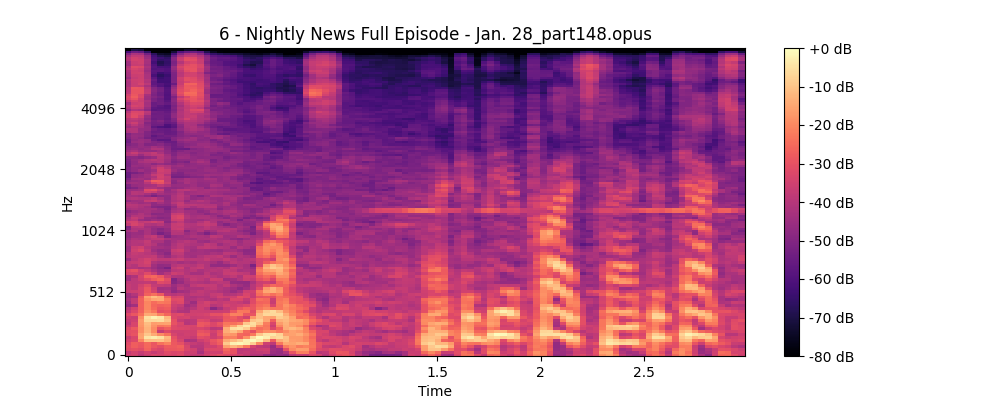 6 - Nightly News Full Episode - Jan. 28_part148.opus
Hz
4096
2048
1024
512
0
0
0.5
1
1.5
2
2.5
Time
+0 dB
-10 dB
-20 dB
-30 dB
-40 dB
-50 dB
-60 dB
-70 dB
-80 dB